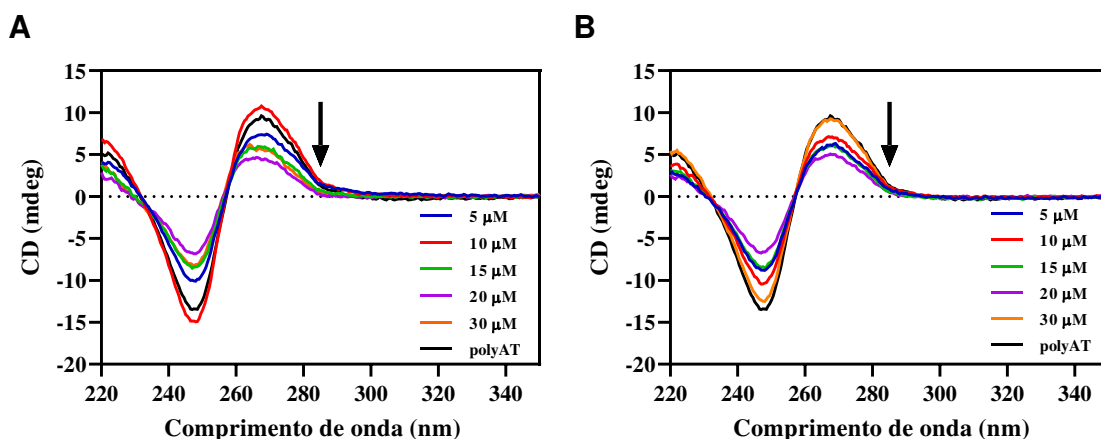 A
CD (mdeg)
15
10
5
0
-5
-10
-15
-20
220
240
260
280
300
320
340
Comprimento de onda (nm)
5 µM
10 µM
15 µM
20 µM
30 µM
polyAT
B
CD (mdeg)
15
10
5
0
-5
-10
-15
-20
220
240
260
280
300
320
340
Comprimento de onda (nm)
5 µM
10 µM
15 µM
20 µM
30 µM
polyAT